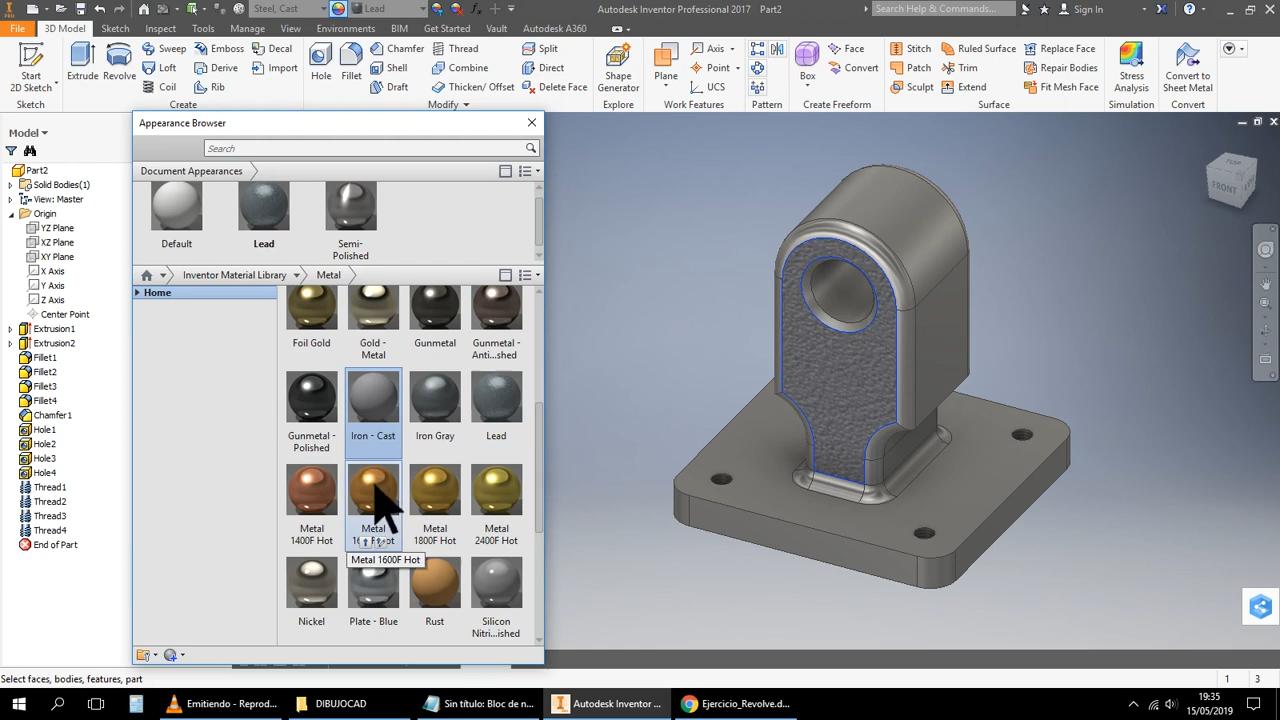 PRO
Steel, Cast
Lead
Autodesk Inventor Professional 2017
Part2
Search Help & Commands...
Sign In
File
3D Model
Sketch
Inspect
Tools
Manage
View
Environments
BIM
Get Started
Vault
Autodesk A360
Start
2D Sketch
Extrude
Revolve
Sweep
Loft
Coil
Emboss
Derive
Rib
Decal
Import
Hole
Fillet
Chamfer
Shell
Draft
Thread
Combine
Thicken/ Offset
Split
Direct
Delete Face
Shape
Generator
Plane
Axis
Point
UCS
Box
Face
Convert
Stitch
Patch
Sculpt
Ruled Surface
Trim
Extend
Replace Face
Repair Bodies
Fit Mesh Face
Stress
Analysis
Convert to
Sheet Metal
Sketch
Create
Modify
Explore
Work Features
Pattern
Create Freeform
Surface
Simulation
Convert
Model
Part2
Solid Bodies(1)
View: Master
Origin
YZ Plane
XZ Plane
XY Plane
X Axis
Y Axis
Z Axis
Center Point
Extrusion1
Extrusion2
Fillet1
Fillet2
Fillet3
Fillet4
Chamfer1
Hole1
Hole2
Hole3
Hole4
Thread1
Thread2
Thread3
Thread4
End of Part
Appearance Browser
Search
Document Appearances
Default
Lead
Semi-
Polished
Inventor Material Library
Metal
Home
Foil Gold
Gold -
Metal
Gunmetal
Gunmetal -
Anti...shed
Gunmetal -
Polished
Iron - Cast
Iron Gray
Lead
Metal
1400F Hot
Metal
Metal
1800F Hot
Metal
2400F Hot
Metal 1600F Hot
Nickel
Plate - Blue
Rust
Silicon
Nitri...ished
FRONT
Select faces, bodies, features, part
1
3
Emitiendo - Reprod...
DIBUJOCAD
Sin título: Bloc de n...
Autodesk Inventor ...
Ejercicio_Revolve.d...
19:35
15/05/2019